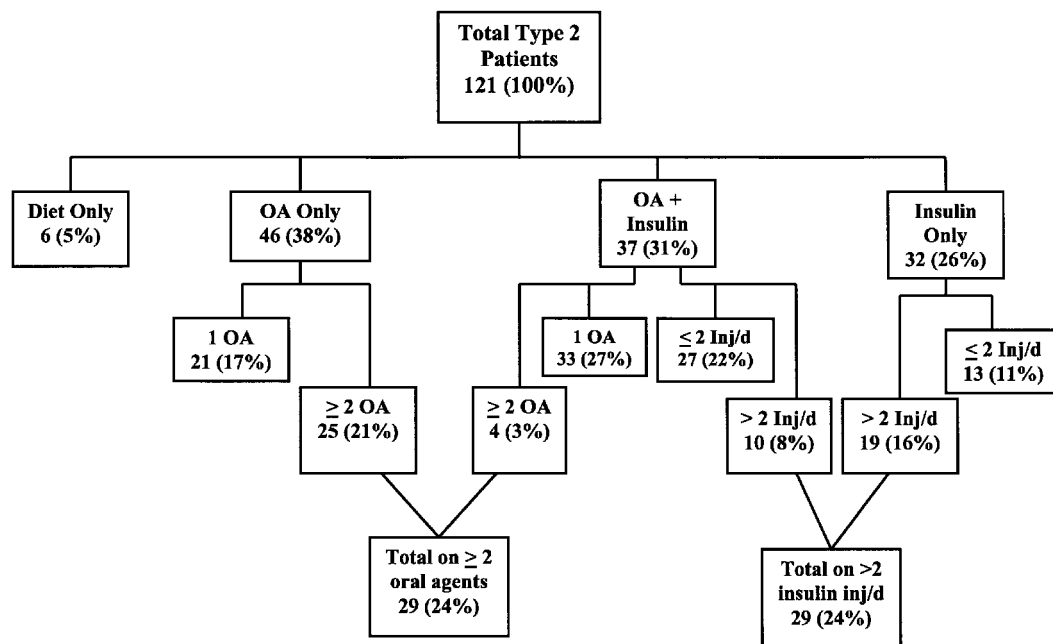 Total Type 2
Patients
121 (100%)
Diet Only
6 (5%)
OA Only
46 (38%)
OA +
Insulin
37 (31%)
Insulin
Only
32 (26%)
1 OA
21 (17%)
≥ 2 OA
25 (21%)
≥ 2 OA
4 (3%)
1 OA
33 (27%)
≤ 2 Inj/d
27 (22%)
> 2 Inj/d
10 (8%)
> 2 Inj/d
19 (16%)
≤ 2 Inj/d
13 (11%)
Total on ≥ 2
oral agents
29 (24%)
Total on >2
insulin inj/d
29 (24%)